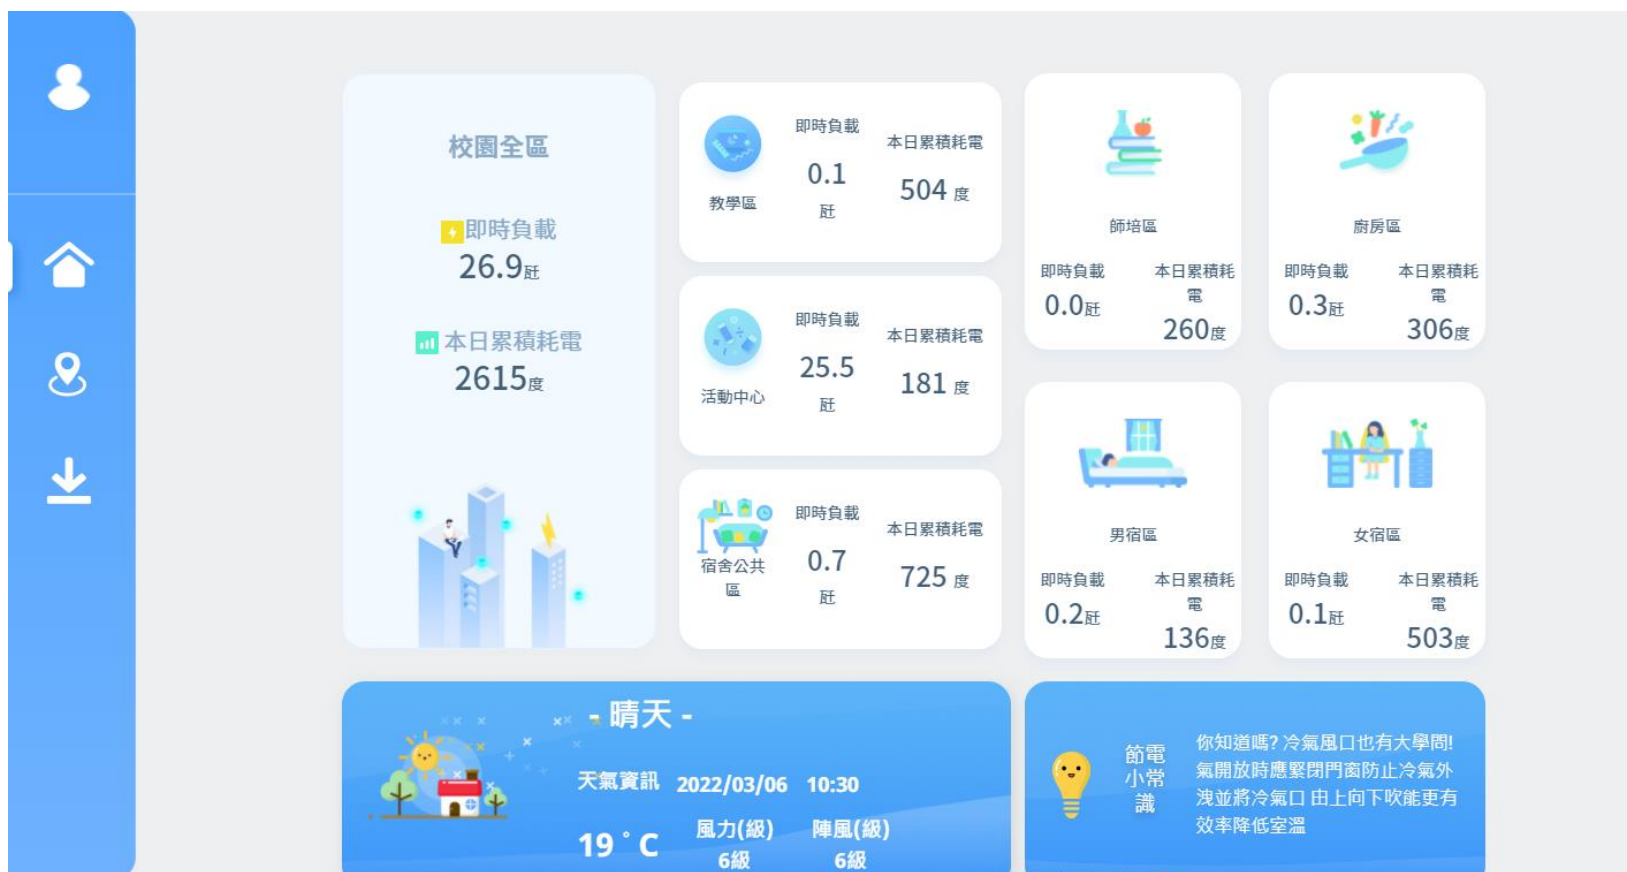 校園全區
即時負載
26.9瓩
本日累積耗電
2615度
教學區
即時負載
0.1
瓩
本日累積耗電
504 度
活動中心
即時負載
25.5
瓩
本日累積耗電
181 度
宿舍公共
區
即時負載
0.7
瓩
本日累積耗電
725 度
師培區
即時負載
0.0瓩
本日累積耗
電
260度
廚房區
即時負載
0.3瓩
本日累積耗
電
306度
男宿區
即時負載
0.2瓩
本日累積耗
電
136度
女宿區
即時負載
0.1瓩
本日累積耗
電
503度
- 晴天 -
天氣資訊 2022/03/06 10:30
19 °C
風力(級)
6級
陣風(級)
6級
節電
小常
識
你知道嗎? 冷氣風口也有大學問!
氣開放時應緊閉門窗防止冷氣外
洩並將冷氣口 由上向下吹能更有
效率降低室溫